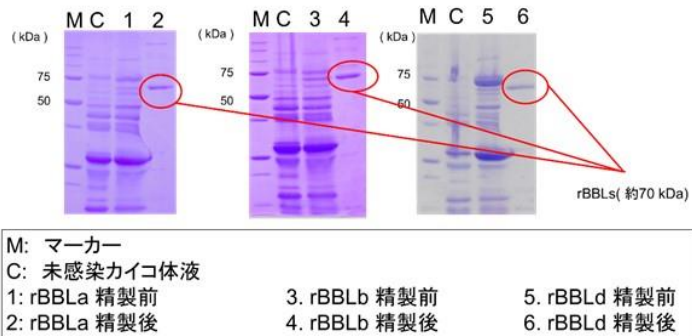 M C 1 2
(kDa)
75
50
M C 3 4
(kDa)
75
50
M C 5 6
(kDa)
75
60
rBBLs( 約70 kDa)
M: マーカー
C: 未感染カイコ体液
1: rBBLa 精製前 3. rBBLb 精製前 5. rBBLd 精製前
2: rBBLa 精製後 4. rBBLb 精製後 6. rBBLd 精製後